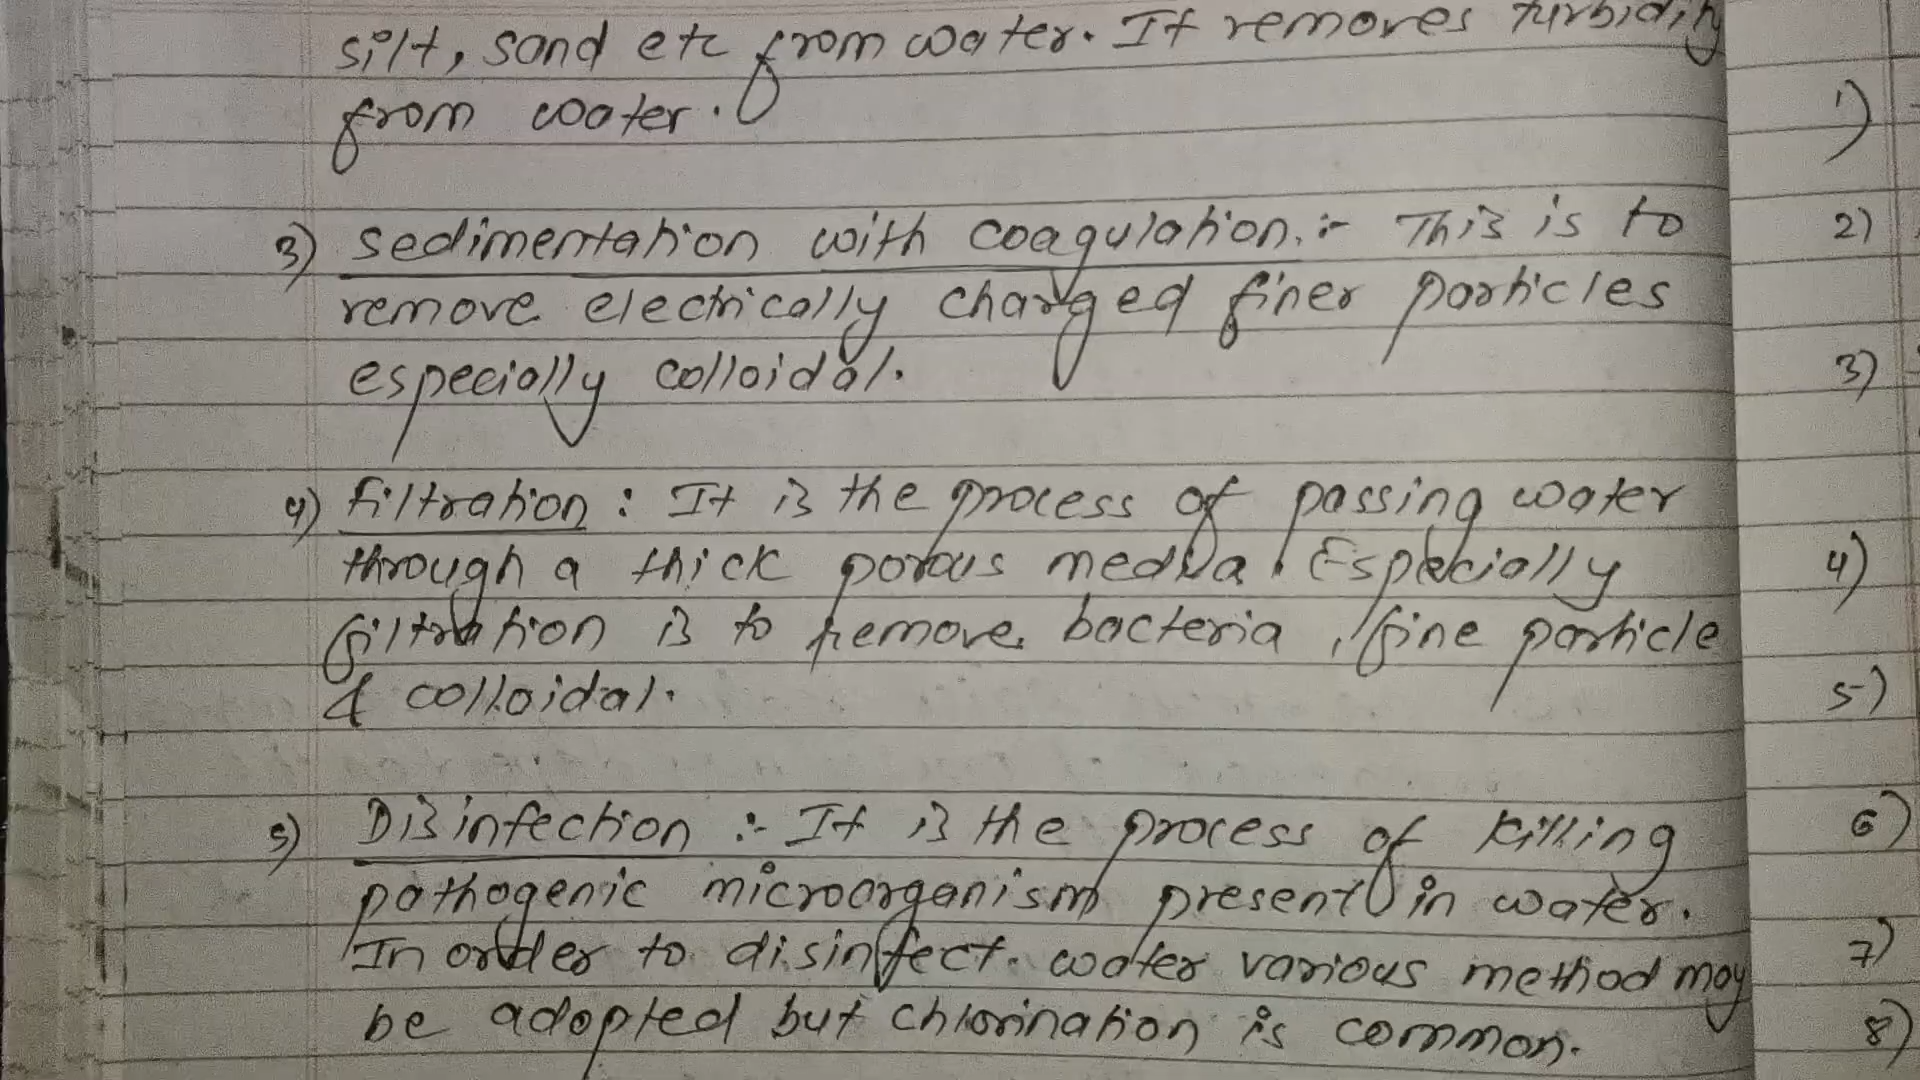 silt, sand etc from water. It removes turbidity
from water.
3) sedimentation with coagulation. :- This is to
remove electrically charged finer particles
especially colloidal.
4) filtration : It is the process of passing water
through a thick porous media. Especially
filtration is to remove bacteria, fine particle
& colloidal.
5) Disinfection :- It is the process of killing
pathogenic microorganism present in water.
In order to disinfect. water various method may
be adopted but chlorination is common.
1)
2)
3)
4)
5)
6)
7)
8)